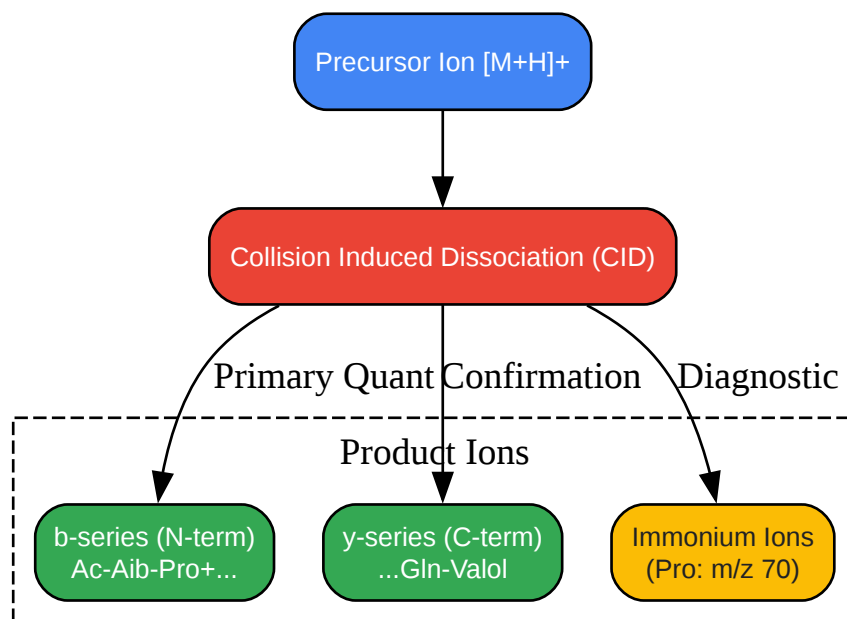 Precursor Ion [M+H]+
Collision Induced Dissociation (CID)
Primary Quant
Confirmation
Diagnostic
Product Ions
b-series (N-term)
Ac-Aib-Pro+...
y-series (C-term)
...Gln-Valol
Immonium Ions
(Pro: m/z 70)